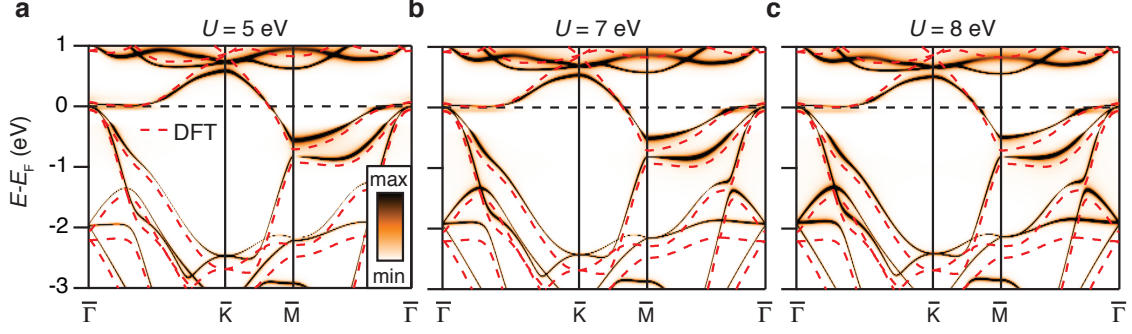 a b c
U = 5 eV U = 7 eV U = 8 eV
1
0
-1
-2
-3
E-E_F (eV)
DFT
max
min
Γ̅ K̅ M̅ Γ̅ Γ̅ K̅ M̅ Γ̅ Γ̅ K̅ M̅ Γ̅